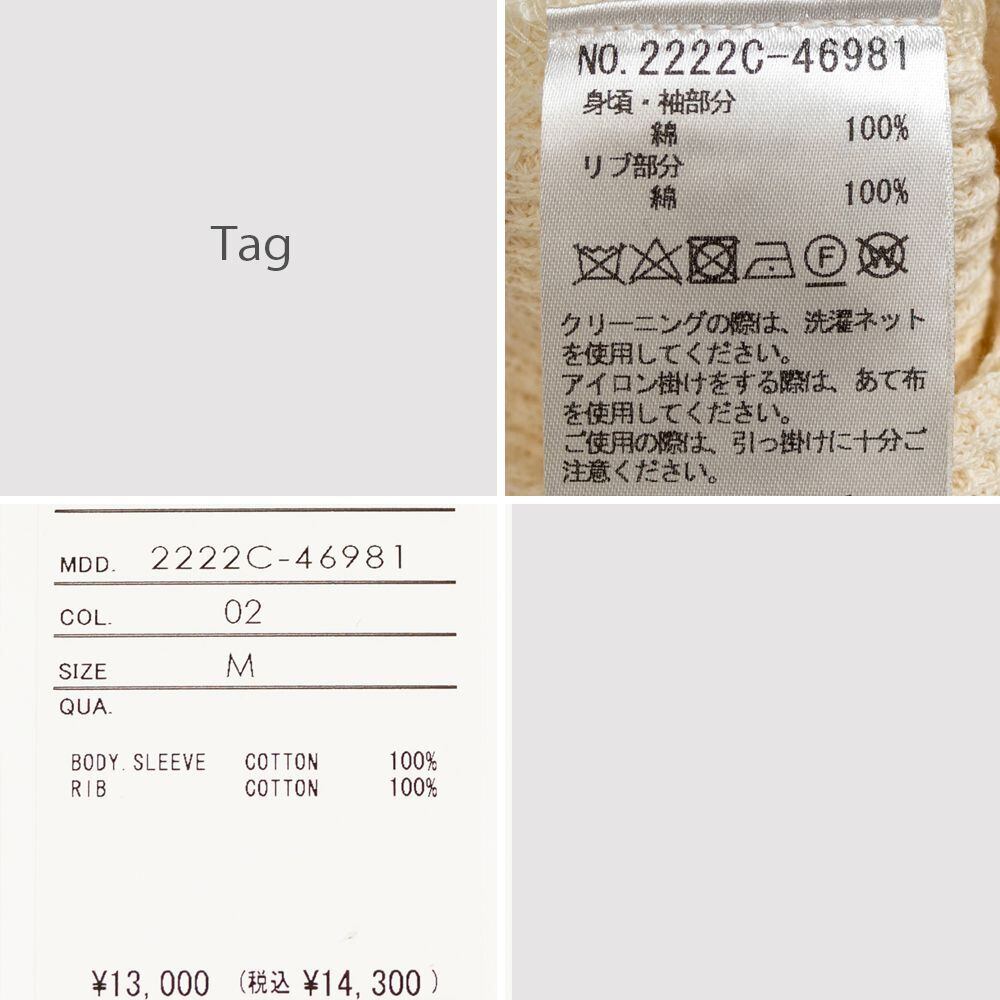 Tag
NO. 2222C-46981
身頃・袖部分
綿 100%
リブ部分
綿 100%
F
W
クリーニングの際は、洗濯ネット
を使用してください。
アイロン掛けをする際は、あて布
を使用してください。
ご使用の際は、引っ掛けに十分ご
注意ください。
MDD. 2222C-46981
COL. 02
SIZE M
QUA.
BODY.SLEEVE COTTON 100%
RIB COTTON 100%
¥13,000 (税込 ¥14,300)